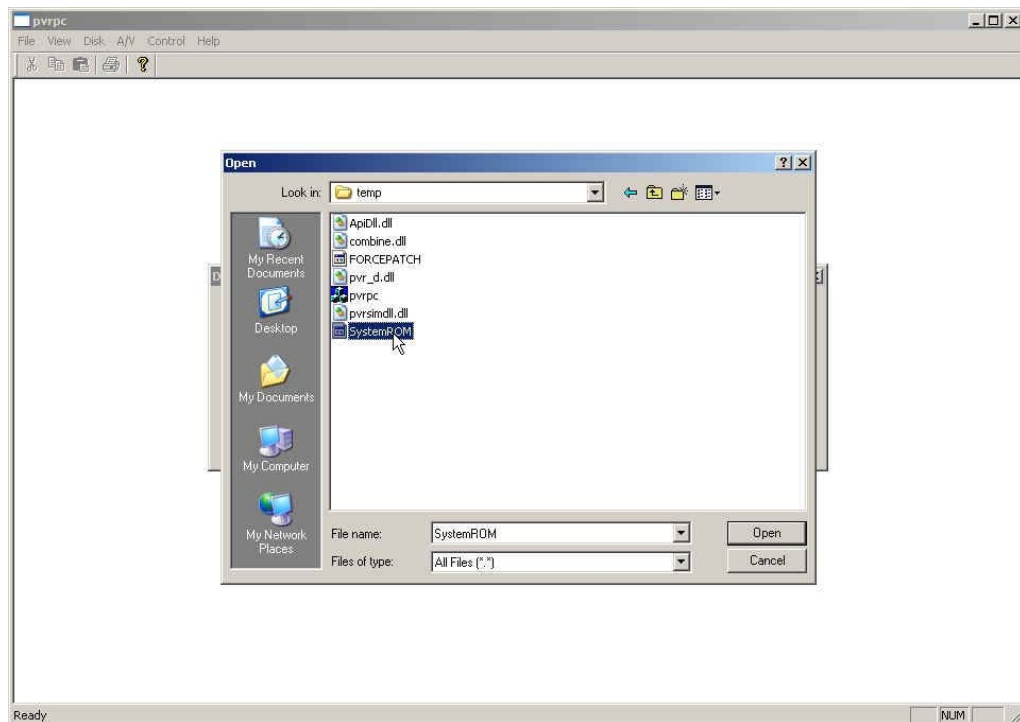 pvrpc
File View Disk A/V Control Help
Open
Look in: temp
ApiDll.dll
combine.dll
FORCEPATCH
pvr_d.dll
pvrpc
pvrsimdll.dll
SystemROM
My Recent
Documents
Desktop
My Documents
My Computer
My Network
Places
File name: SystemROM Open
Files of type: All Files (*.*) Cancel
D
Ready NUM